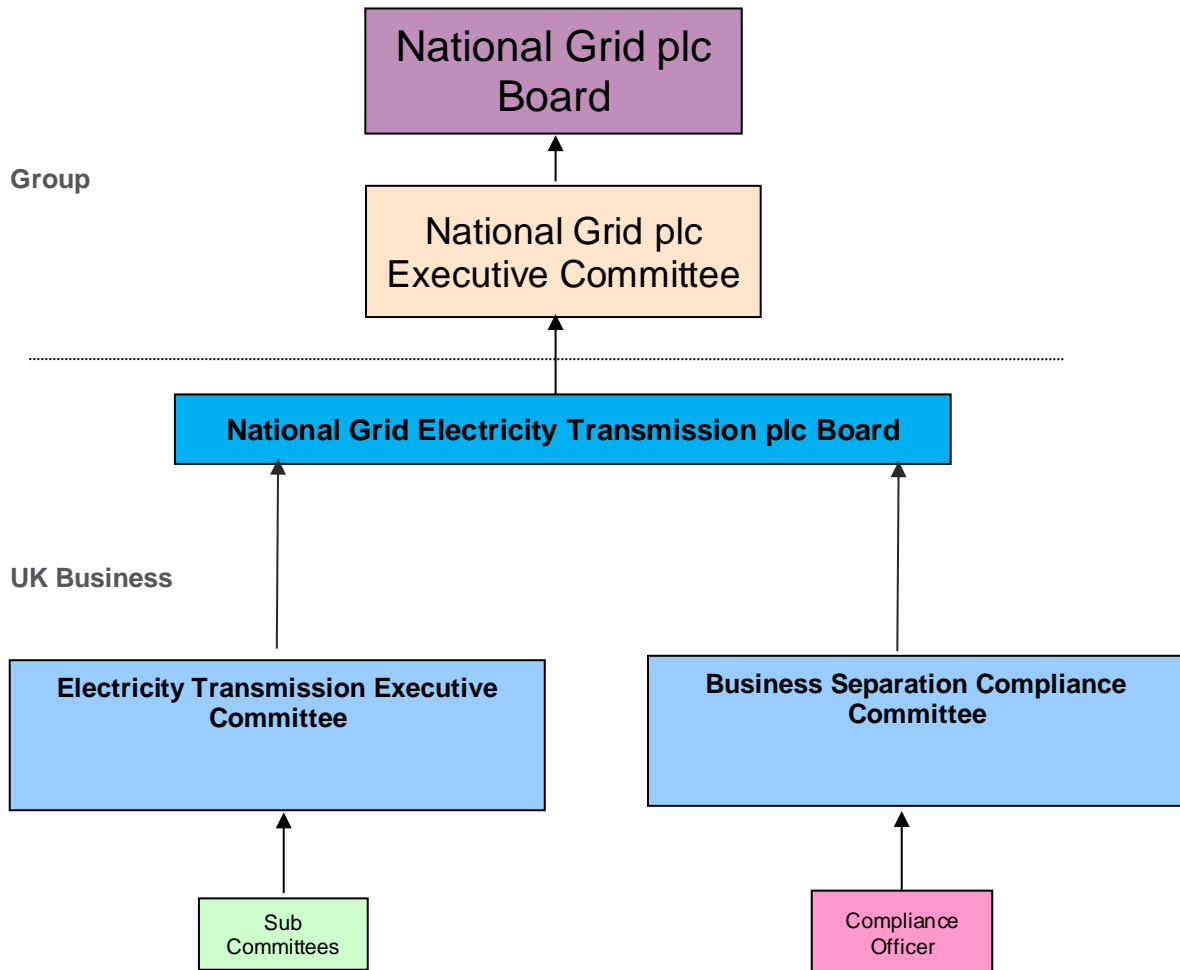 National Grid plc
Board
Group
National Grid plc
Executive Committee
National Grid Electricity Transmission plc Board
UK Business
Electricity Transmission Executive
Committee
Business Separation Compliance
Committee
Sub
Committees
Compliance
Officer